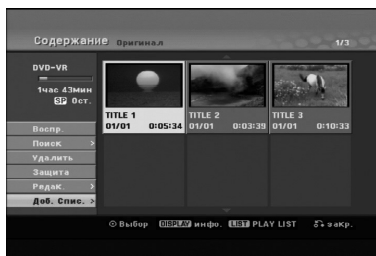 Содержание Оригинал 1/3
DVD-VR
1час 43мин
SP Ост.
Воспр.
Поиск >
Удалить
Защита
Редак. >
Доб. Спис. >
TITLE 1
01/01 0:05:34
TITLE 2
01/01 0:03:39
TITLE 3
01/01 0:10:33
⊙ Выбор DISPLAY инфо. LIST PLAY LIST закр.